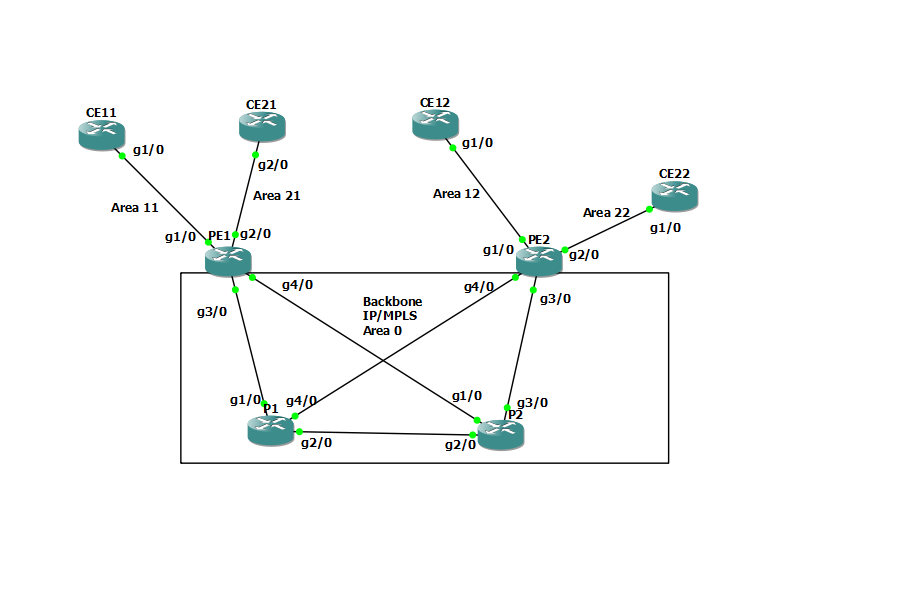 CE11
CE21
CE12
CE22
g1/0
g2/0
g1/0
g1/0
Area 11
Area 21
Area 12
Area 22
g1/0
PE1
g2/0
g1/0
PE2
g2/0
g3/0
g4/0
g4/0
g3/0
Backbone
IP/MPLS
Area 0
g1/0
P1
g4/0
g2/0
g1/0
g3/0
P2
g2/0